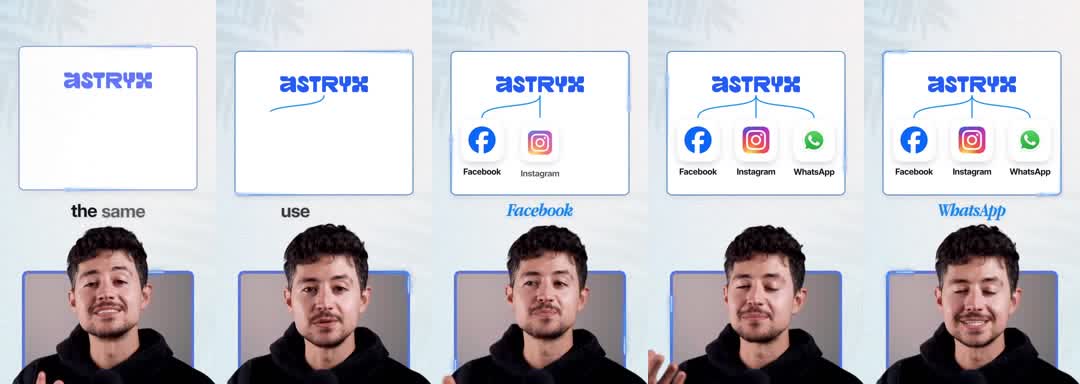 aSTRYX
the same
aSTRYX
use
aSTRYX
Facebook
Instagram
Facebook
aSTRYX
Facebook
Instagram
WhatsApp
aSTRYX
Facebook
Instagram
WhatsApp
WhatsApp